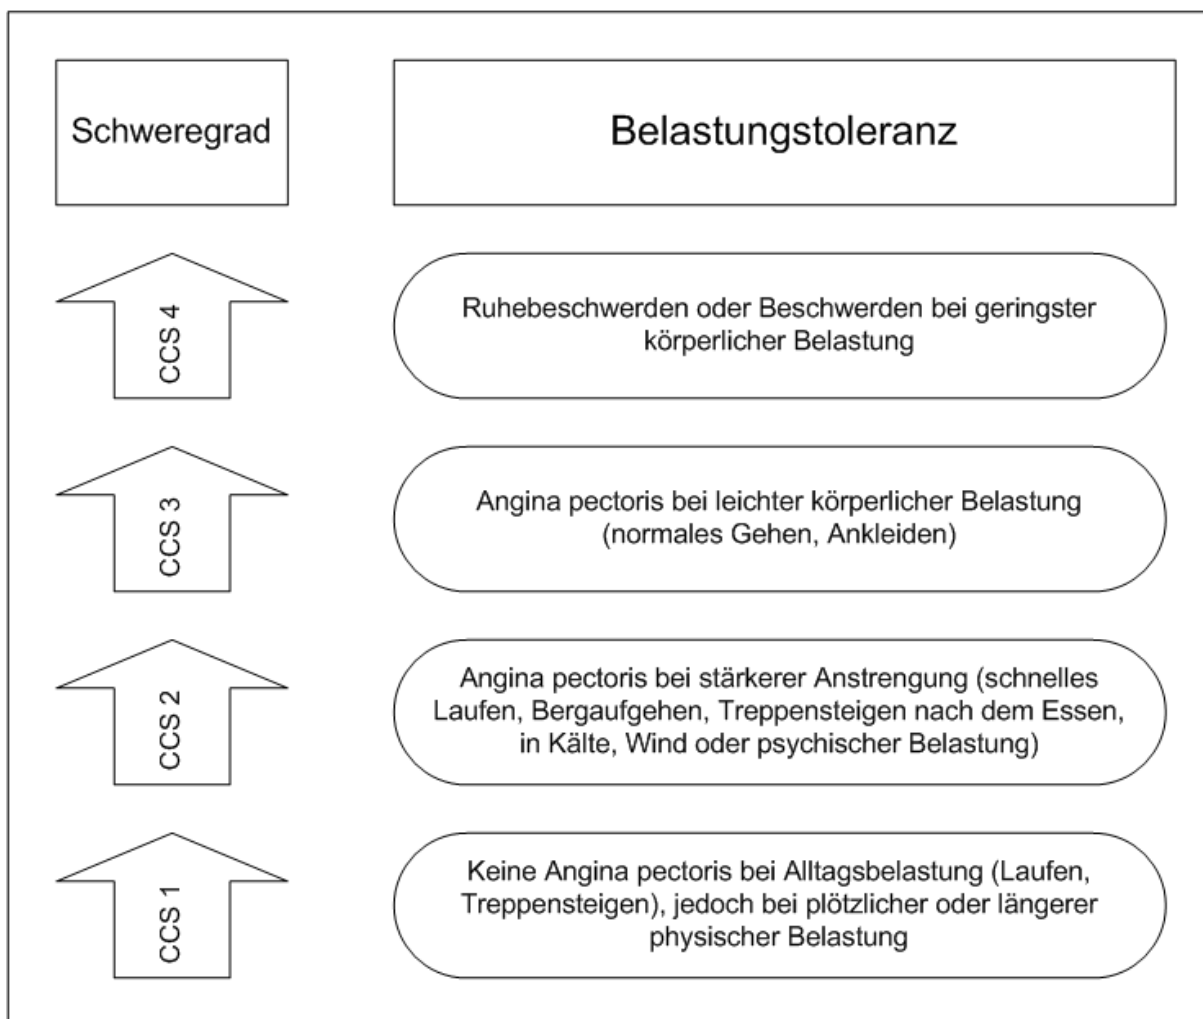 Schweregrad
Belastungstoleranz
CCS 4
Ruhebeschwerden oder Beschwerden bei geringster
körperlicher Belastung
CCS 3
Angina pectoris bei leichter körperlicher Belastung
(normales Gehen, Ankleiden)
CCS 2
Angina pectoris bei stärkerer Anstrengung (schnelles
Laufen, Bergaufgehen, Treppensteigen nach dem Essen,
in Kälte, Wind oder psychischer Belastung)
CCS 1
Keine Angina pectoris bei Alltagsbelastung (Laufen,
Treppensteigen), jedoch bei plötzlicher oder längerer
physischer Belastung